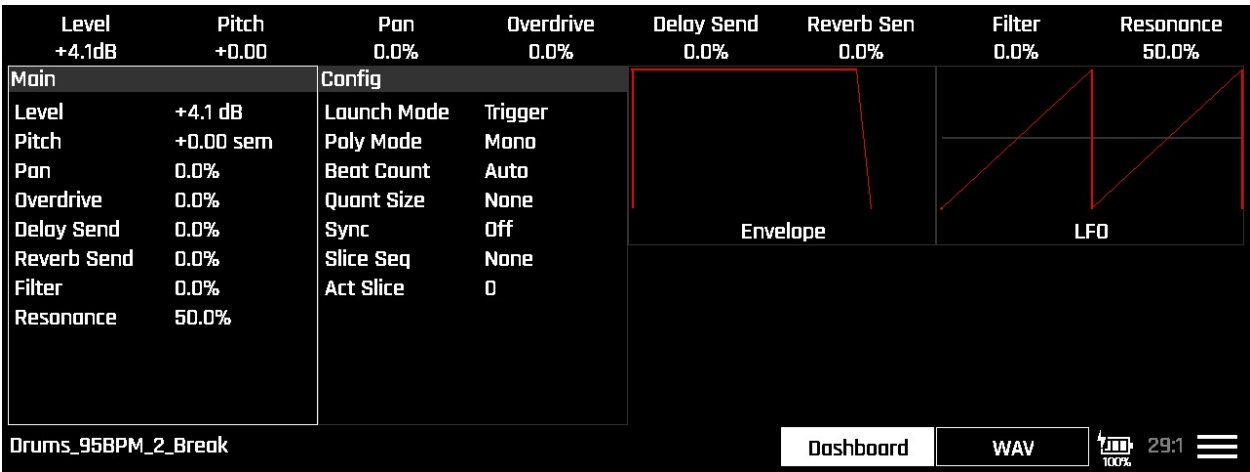 Level Pitch Pan Overdrive Delay Send Reverb Sen Filter Resonance
+4.1dB +0.00 0.0% 0.0% 0.0% 0.0% 0.0% 50.0%
Main
Level +4.1 dB
Pitch +0.00 sem
Pan 0.0%
Overdrive 0.0%
Delay Send 0.0%
Reverb Send 0.0%
Filter 0.0%
Resonance 50.0%
Config
Launch Mode Trigger
Poly Mode Mono
Beat Count Auto
Quant Size None
Sync Off
Slice Seq None
Act Slice 0
Envelope
LFO
Drums_95BPM_2_Break
Dashboard
WAV
100%
29:1